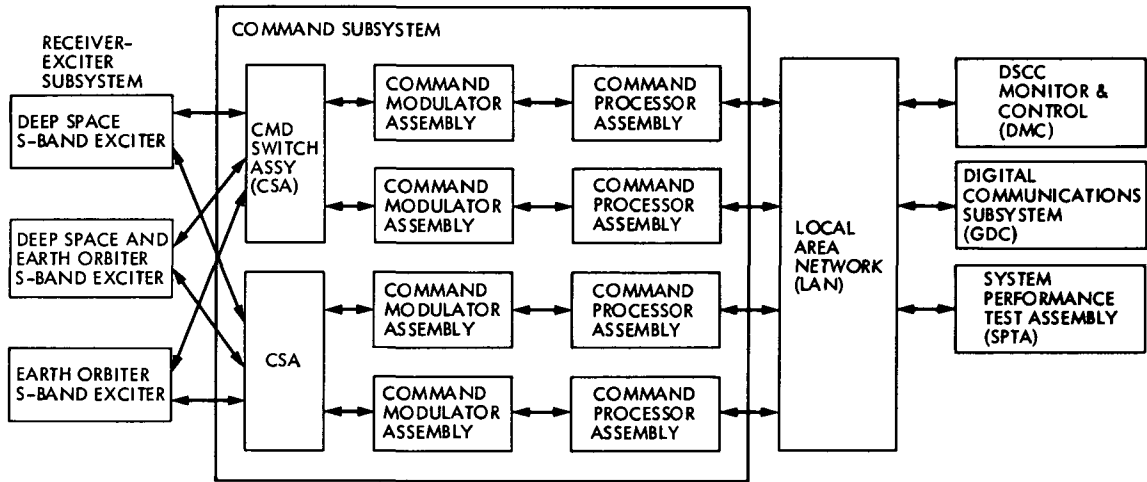 RECEIVER-
EXCITER
SUBSYSTEM
DEEP SPACE
S-BAND EXCITER
DEEP SPACE AND
EARTH ORBITER
S-BAND EXCITER
EARTH ORBITER
S-BAND EXCITER
COMMAND SUBSYSTEM
CMD
SWITCH
ASSY
(CSA)
CSA
COMMAND
MODULATOR
ASSEMBLY
COMMAND
PROCESSOR
ASSEMBLY
COMMAND
MODULATOR
ASSEMBLY
COMMAND
PROCESSOR
ASSEMBLY
COMMAND
MODULATOR
ASSEMBLY
COMMAND
PROCESSOR
ASSEMBLY
COMMAND
MODULATOR
ASSEMBLY
COMMAND
PROCESSOR
ASSEMBLY
LOCAL
AREA
NETWORK
(LAN)
DSCC
MONITOR &
CONTROL
(DMC)
DIGITAL
COMMUNICATIONS
SUBSYSTEM
(GDC)
SYSTEM
PERFORMANCE
TEST ASSEMBLY
(SPTA)